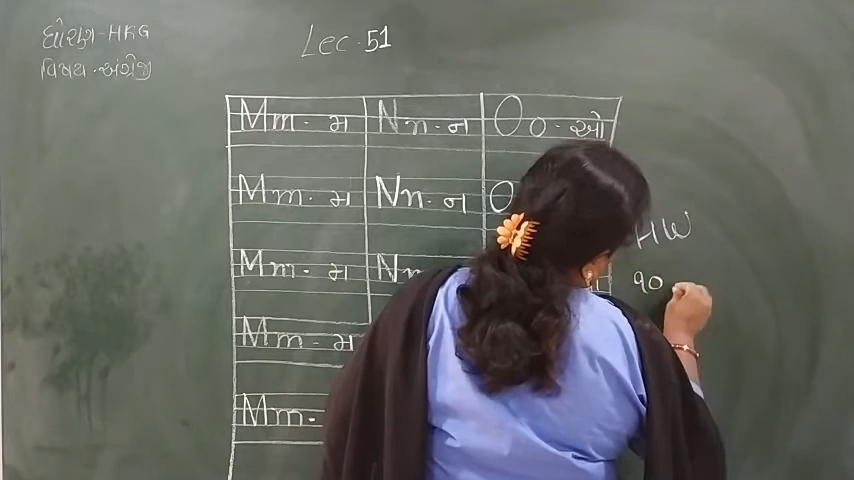 ધોરણ-HKG
વિષય.અંગ્રેજી
Lec.51
Mm. મ Nn.ન Oo.ઓ
Mm. મ Nn.ન O
Mm. મ Nn
Mm - મ
Mm.
HW
૧૦